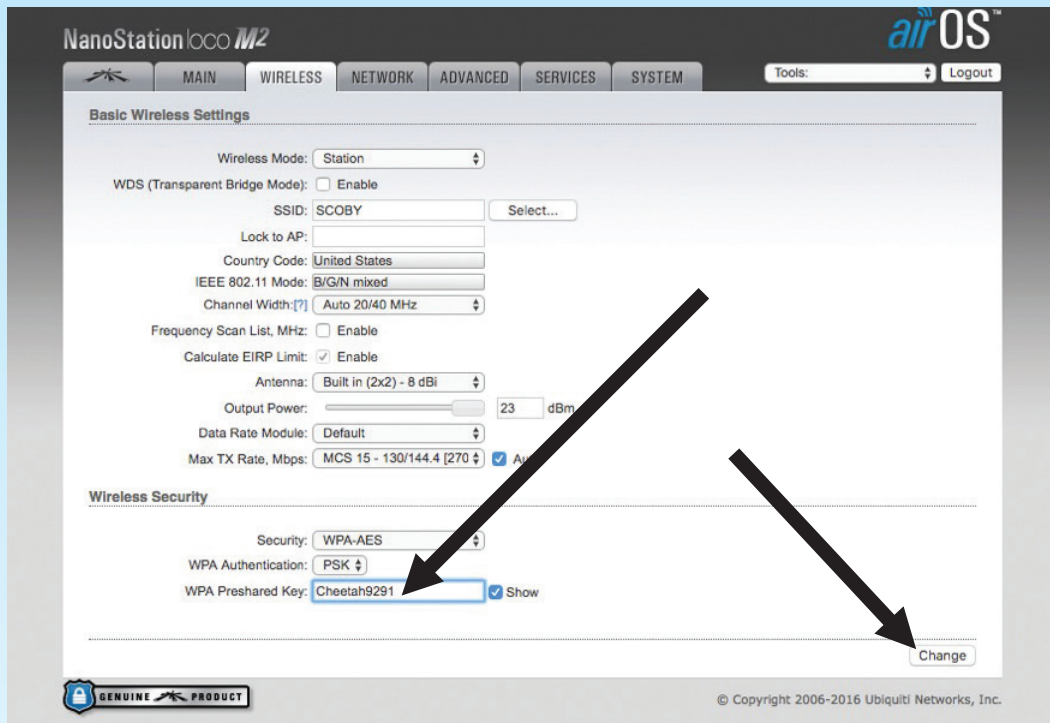 NanoStation loco M2
airOS™
MAIN WIRELESS NETWORK ADVANCED SERVICES SYSTEM Tools: Logout
Basic Wireless Settings
Wireless Mode: Station
WDS (Transparent Bridge Mode): Enable
SSID: SCOBY Select...
Lock to AP:
Country Code: United States
IEEE 802.11 Mode: B/G/N mixed
Channel Width:[?] Auto 20/40 MHz
Frequency Scan List, MHz: Enable
Calculate EIRP Limit: Enable
Antenna: Built in (2x2) - 8 dBi
Output Power: 23 dBm
Data Rate Module: Default
Max TX Rate, Mbps: MCS 15 - 130/144.4 [270
Wireless Security
Security: WPA-AES
WPA Authentication: PSK
WPA Preshared Key: Cheetah9291 Show
Change
GENUINE PRODUCT
© Copyright 2006-2016 Ubiquiti Networks, Inc.